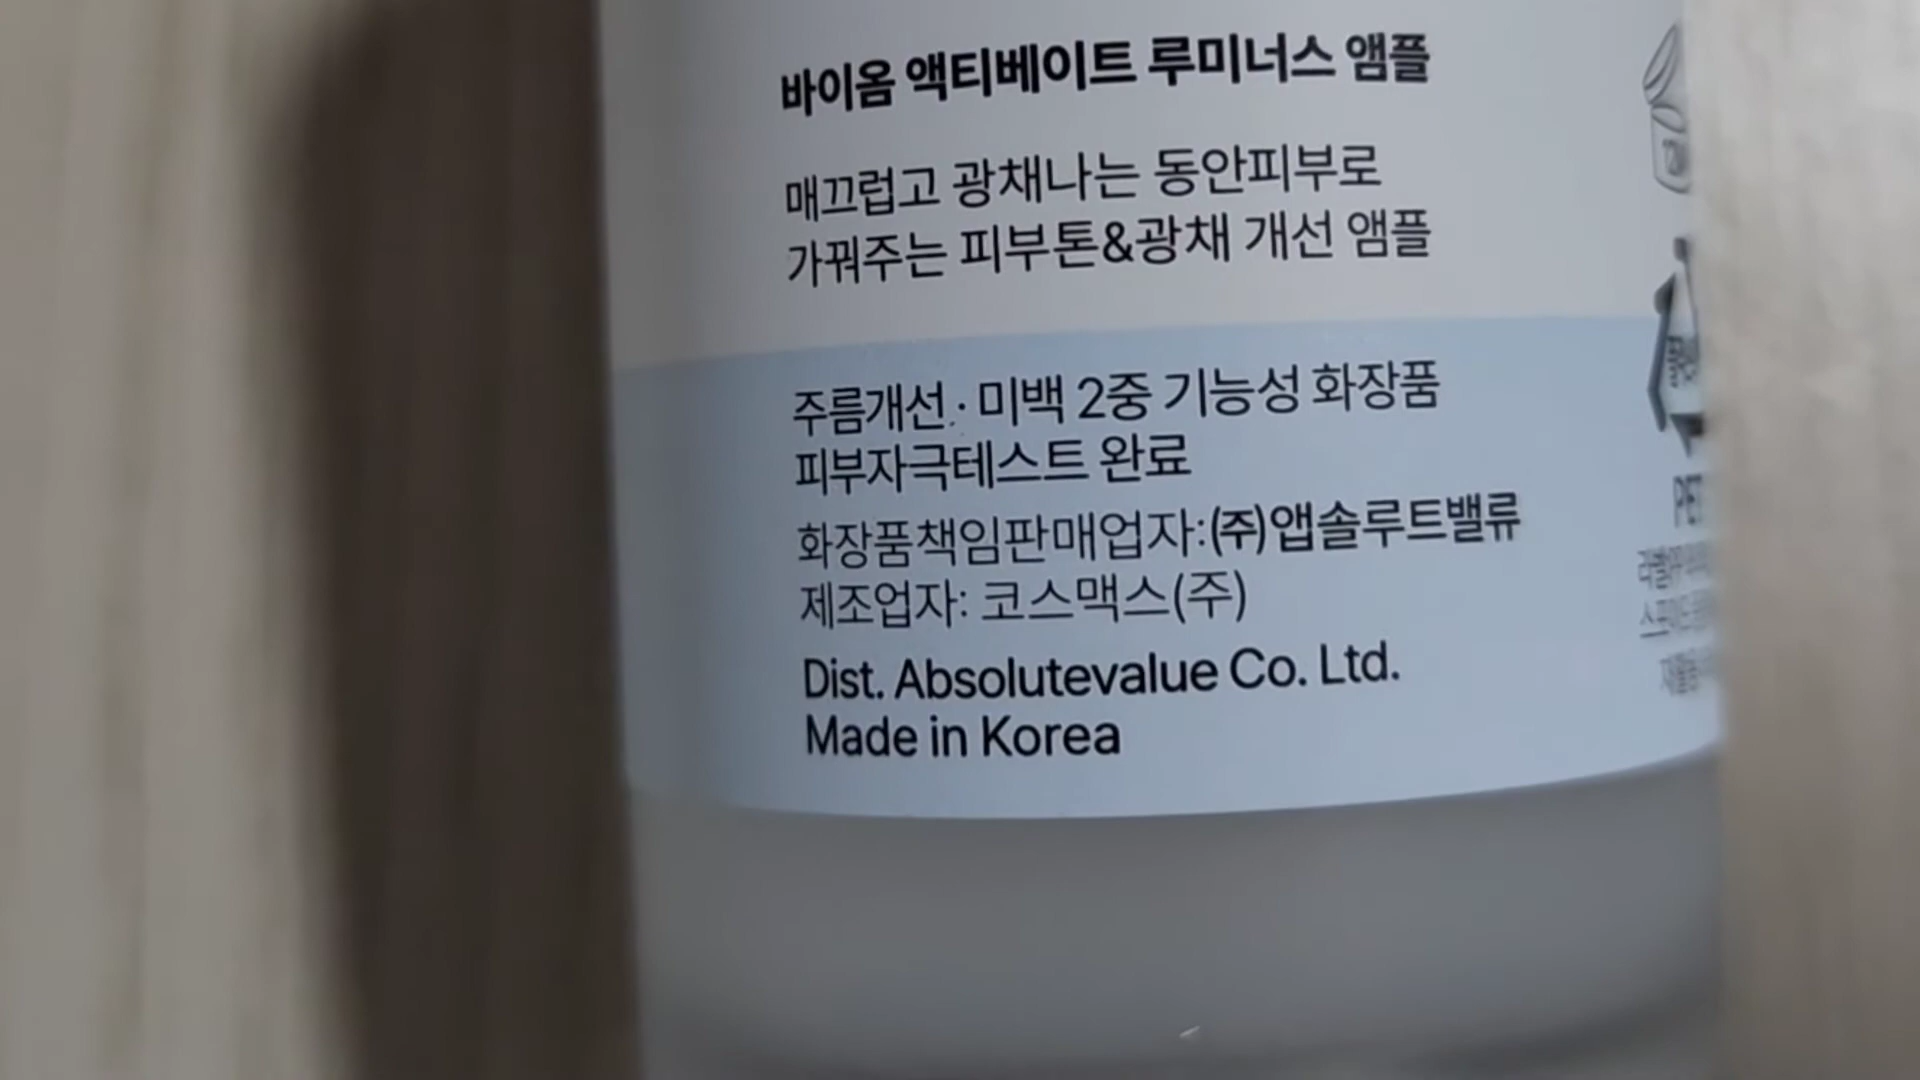 바이옴 액티베이트 루미너스 앰플
매끄럽고 광채나는 동안피부로
가꿔주는 피부톤&광채 개선 앰플
주름개선·미백 2중 기능성 화장품
피부자극테스트 완료
화장품책임판매업자:(주)앱솔루트밸류
제조업자: 코스맥스(주)
Dist. Absolutevalue Co. Ltd.
Made in Korea
PET